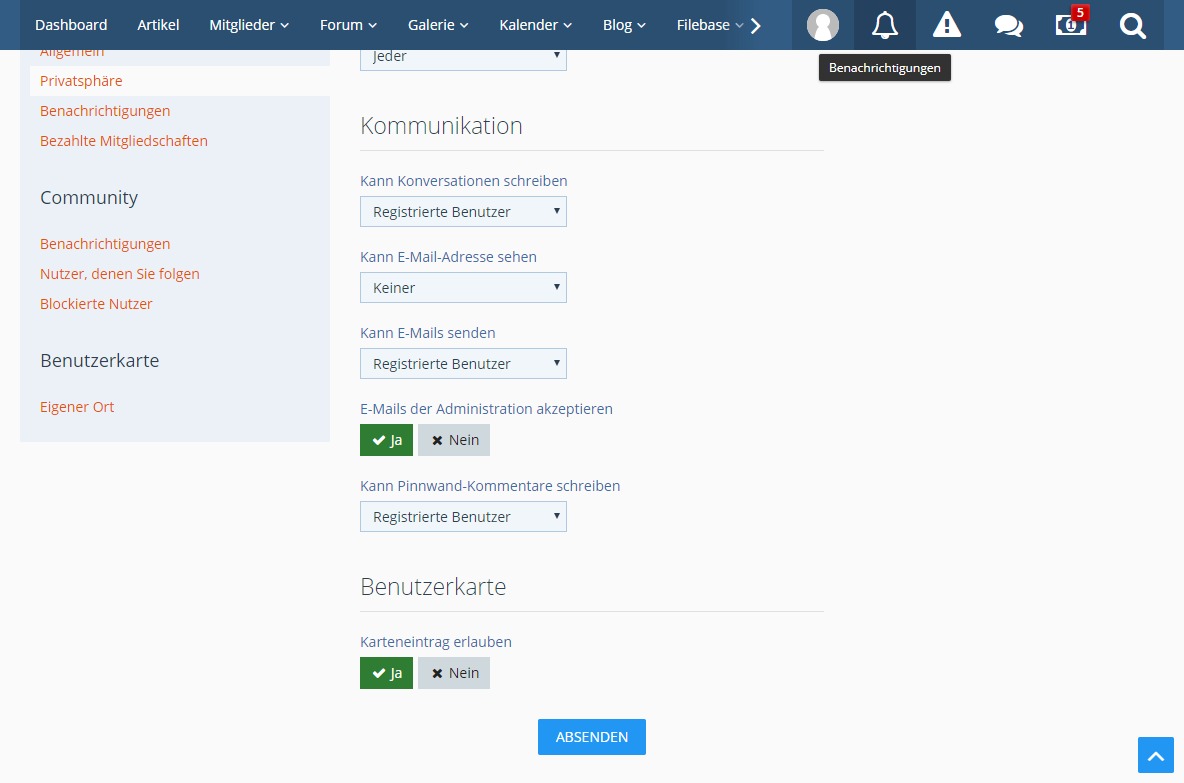 Dashboard Artikel Mitglieder Forum Galerie Kalender Blog Filebase 5
Benachrichtigungen
Allgemein
Privatsphäre
Benachrichtigungen
Bezahlte Mitgliedschaften
Community
Benachrichtigungen
Nutzer, denen Sie folgen
Blockierte Nutzer
Benutzerkarte
Eigener Ort
Jeder
Kommunikation
Kann Konversationen schreiben
Registrierte Benutzer
Kann E-Mail-Adresse sehen
Keiner
Kann E-Mails senden
Registrierte Benutzer
E-Mails der Administration akzeptieren
Ja Nein
Kann Pinnwand-Kommentare schreiben
Registrierte Benutzer
Benutzerkarte
Karteneintrag erlauben
Ja Nein
ABSENDEN